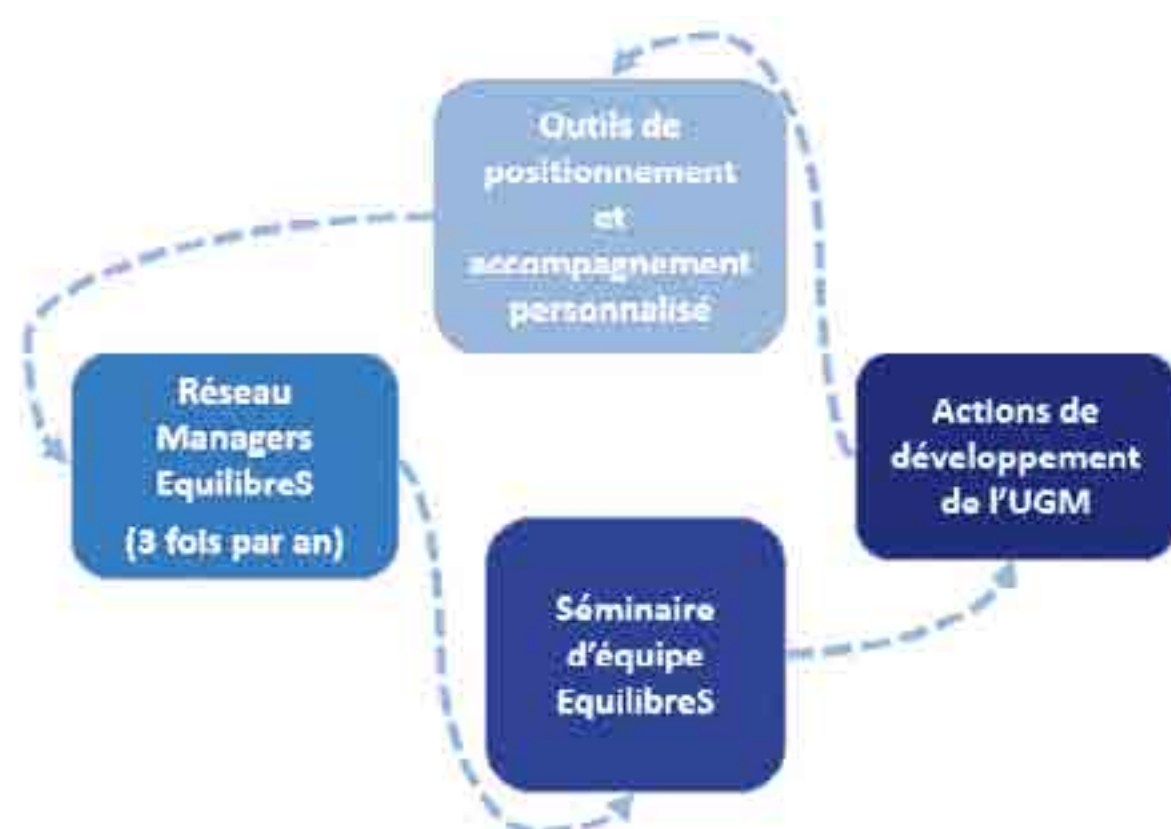 Outils de
positionnement
et
accompagnement
personnalisé
Réseau
Managers
EquilibreS
(3 fois par an)
Séminaire
d'équipe
EquilibreS
Actions de
développement
de l'UGM